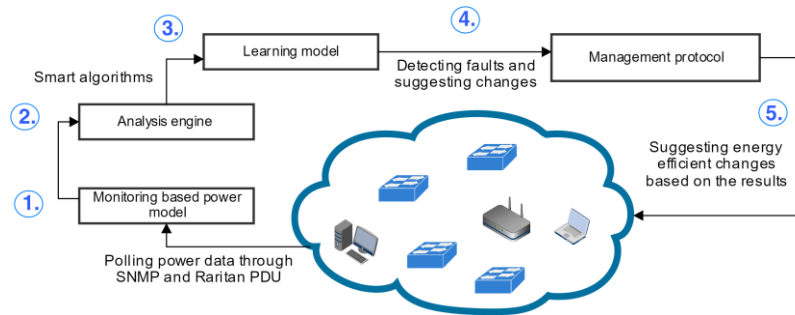 3.
Learning model
4.
Detecting faults and
suggesting changes
Management protocol
Smart algorithms
2.
Analysis engine
5.
Suggesting energy
efficient changes
based on the results
1.
Monitoring based power
model
Polling power data through
SNMP and Raritan PDU